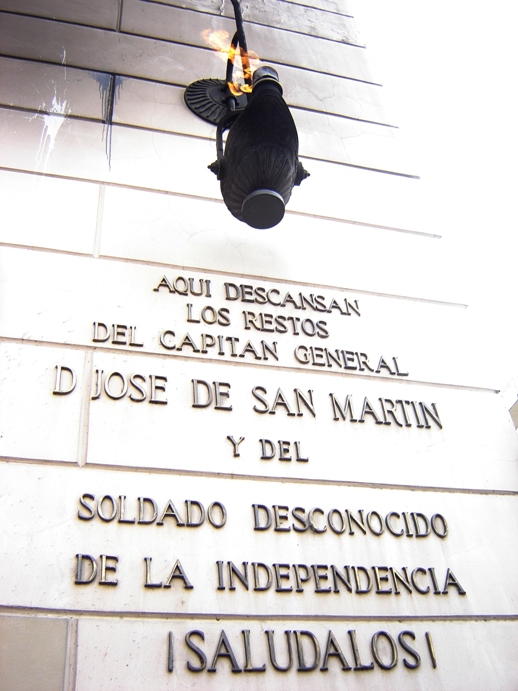 AQUI DESCANSAN
LOS RESTOS
DEL CAPITAN GENERAL
D JOSE DE SAN MARTIN
Y DEL
SOLDADO DESCONOCIDO
DE LA INDEPENDENCIA
¡SALUDALOS!